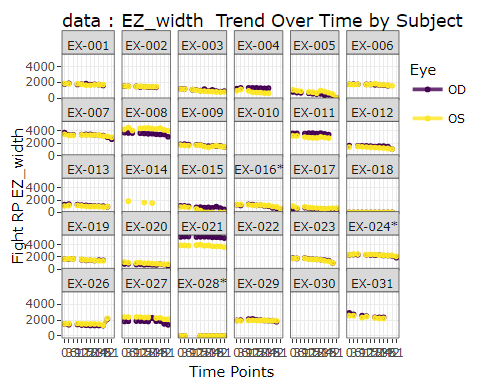 data : EZ_width Trend Over Time by Subject
EX-001 EX-002 EX-003 EX-004 EX-005 EX-006
4000
2000
0
EX-007 EX-008 EX-009 EX-010 EX-011 EX-012
4000
2000
0
EX-013 EX-014 EX-015 EX-016* EX-017 EX-018
4000
2000
0
EX-019 EX-020 EX-021 EX-022 EX-023 EX-024*
4000
2000
0
EX-026 EX-027 EX-028* EX-029 EX-030 EX-031
4000
2000
0
Fight RP EZ_width
Time Points
Eye
OD
OS